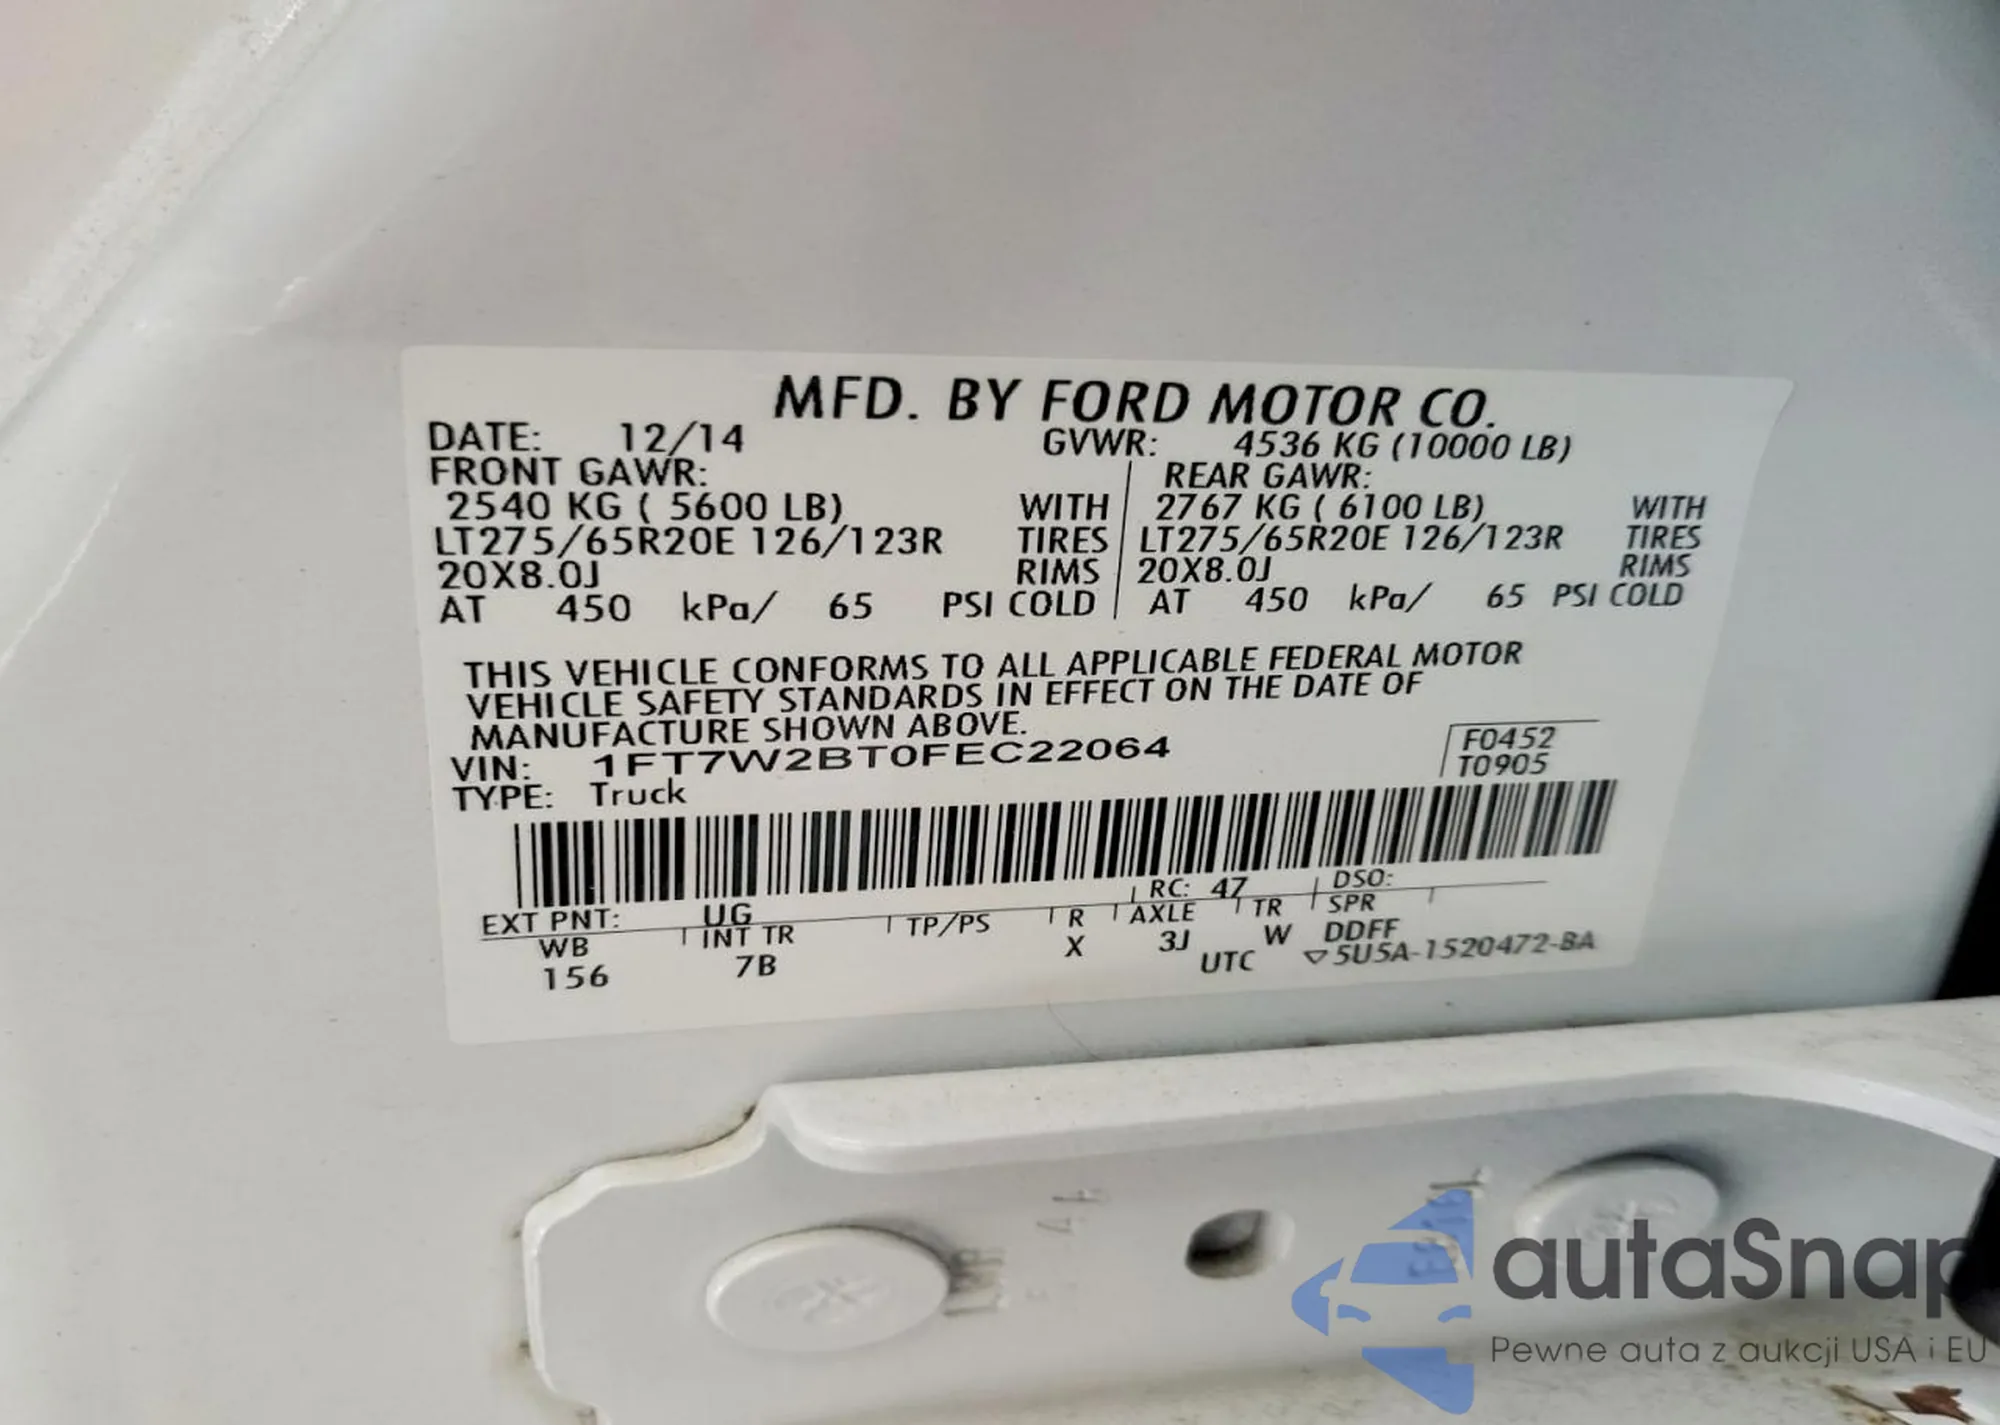 MFD. BY FORD MOTOR CO.
DATE: 12/14 GVWR: 4536 KG (10000 LB)
FRONT GAWR: REAR GAWR:
2540 KG ( 5600 LB) WITH 2767 KG ( 6100 LB) WITH
LT275/65R20E 126/123R TIRES LT275/65R20E 126/123R TIRES
20X8.0J RIMS 20X8.0J RIMS
AT 450 kPa/ 65 PSI COLD AT 450 kPa/ 65 PSI COLD
THIS VEHICLE CONFORMS TO ALL APPLICABLE FEDERAL MOTOR
VEHICLE SAFETY STANDARDS IN EFFECT ON THE DATE OF
MANUFACTURE SHOWN ABOVE.
VIN: 1FT7W2BT0FEC22064 F0452
TYPE: Truck T0905
EXT PNT: UG RC: 47 DSO:
WB INT TR TP/PS R AXLE TR SPR
156 7B X 3J W DDFF
UTC ▽5U5A-1520472-BA
autaSnap
Pewne auta z aukcji USA i EU